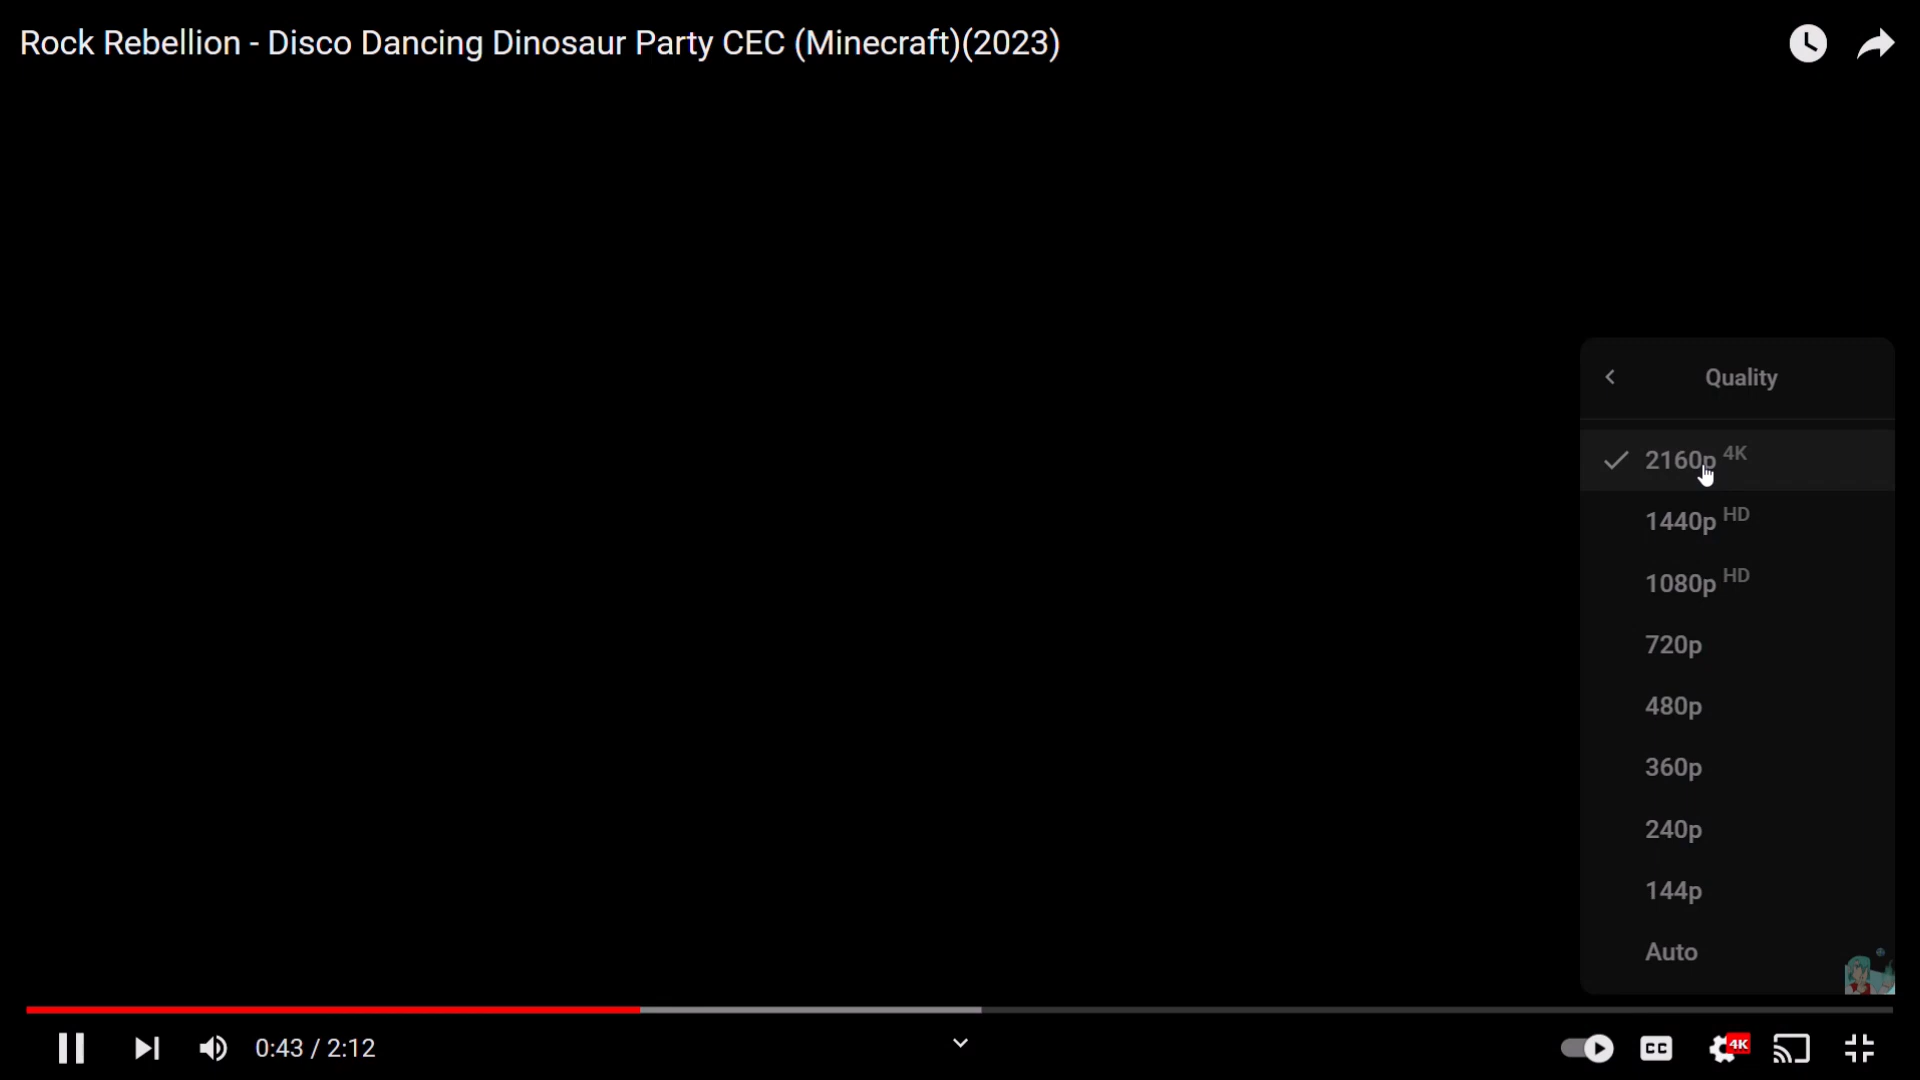 Rock Rebellion - Disco Dancing Dinosaur Party CEC (Minecraft)(2023)
Quality
2160p 4K
1440p HD
1080p HD
720p
480p
360p
240p
144p
Auto
0:43 / 2:12
CC
4K